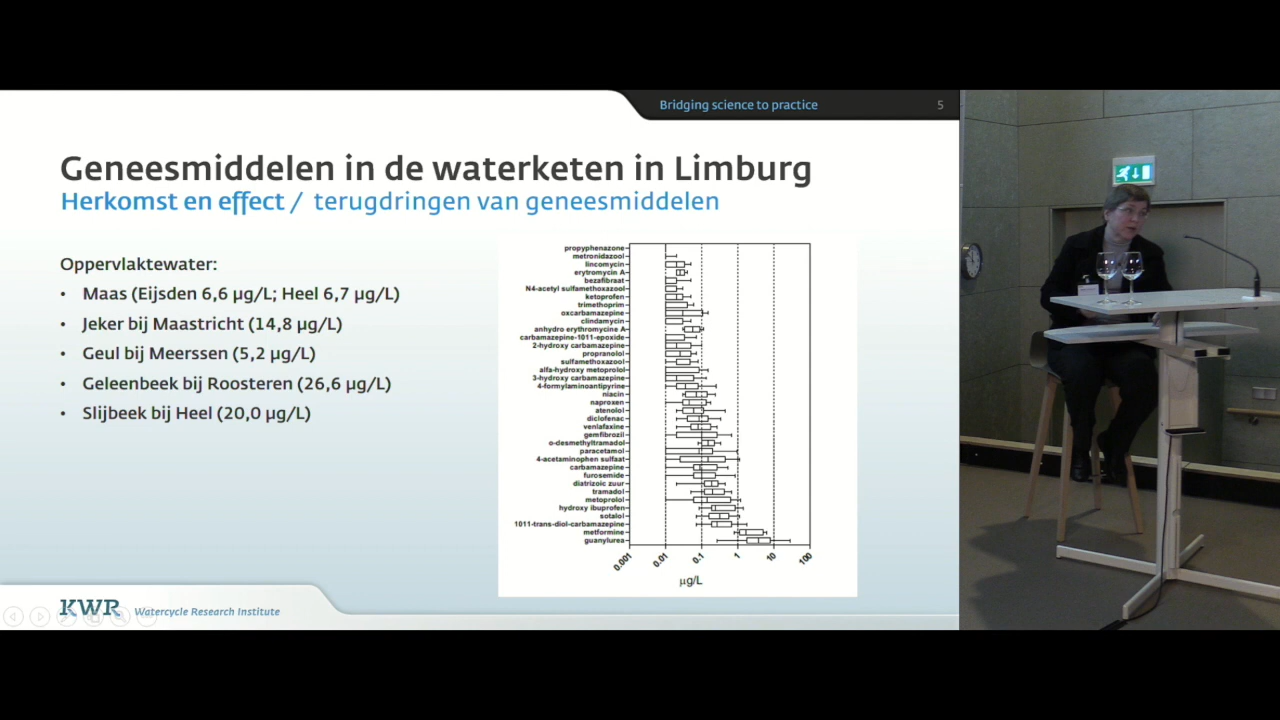 Bridging science to practice
5
Geneesmiddelen in de waterketen in Limburg
Herkomst en effect / terugdringen van geneesmiddelen
Oppervlaktewater:
• Maas (Eijsden 6,6 µg/L; Heel 6,7 µg/L)
• Jeker bij Maastricht (14,8 µg/L)
• Geul bij Meerssen (5,2 µg/L)
• Geleenbeek bij Roosteren (26,6 µg/L)
• Slijbeek bij Heel (20,0 µg/L)
propyphenazone
metronidazool
lincomycin
erytromycin A
bezafibraat
N4-acetyl sulfamethoxazool
ketoprofen
trimethoprim
oxcarbamazepine
clindamycin
anhydro erythromycine A
carbamazepine-1011-epoxide
2-hydroxy carbamazepine
propranolol
sulfamethoxazool
alfa-hydroxy metoprolol
3-hydroxy carbamazepine
4-formylaminoantipyrine
niacin
naproxen
atenolol
diclofenac
venlafaxine
gemfibrozil
o-desmethyltramadol
paracetamol
4-acetaminophen sulfaat
carbamazepine
furosemide
diatrizoic zuur
tramadol
metoprolol
hydroxy ibuprofen
sotalol
1011-trans-diol-carbamazepine
metformine
guanylurea
0.001 0.01 0.1 1 10 100
µg/L
KWR Watercycle Research Institute